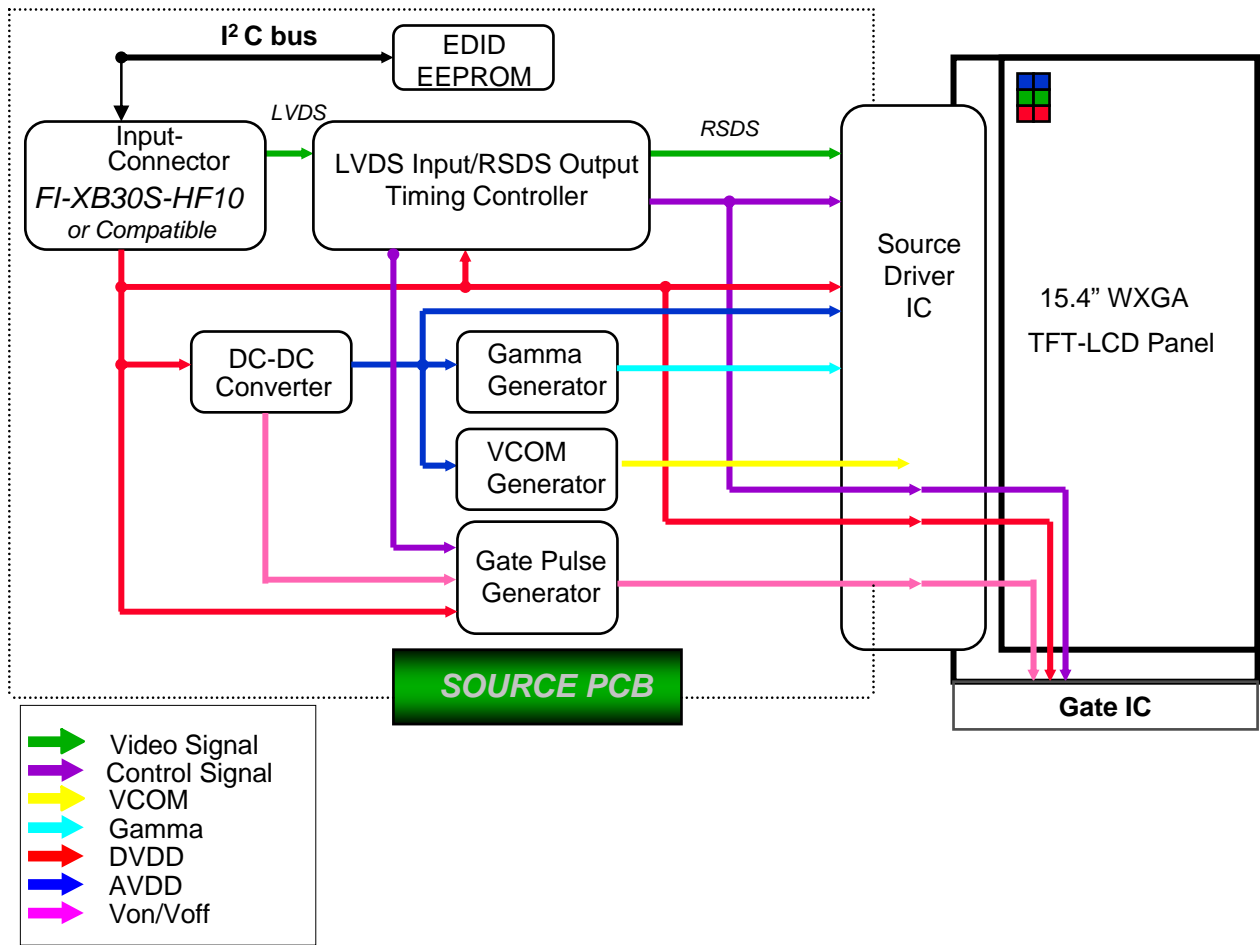 I² C bus
EDID
EEPROM
LVDS
RSDS
Input-
Connector
FI-XB30S-HF10
or Compatible
LVDS Input/RSDS Output
Timing Controller
Source
Driver
IC
15.4” WXGA
TFT-LCD Panel
DC-DC
Converter
Gamma
Generator
VCOM
Generator
Gate Pulse
Generator
SOURCE PCB
Gate IC
Video Signal
Control Signal
VCOM
Gamma
DVDD
AVDD
Von/Voff